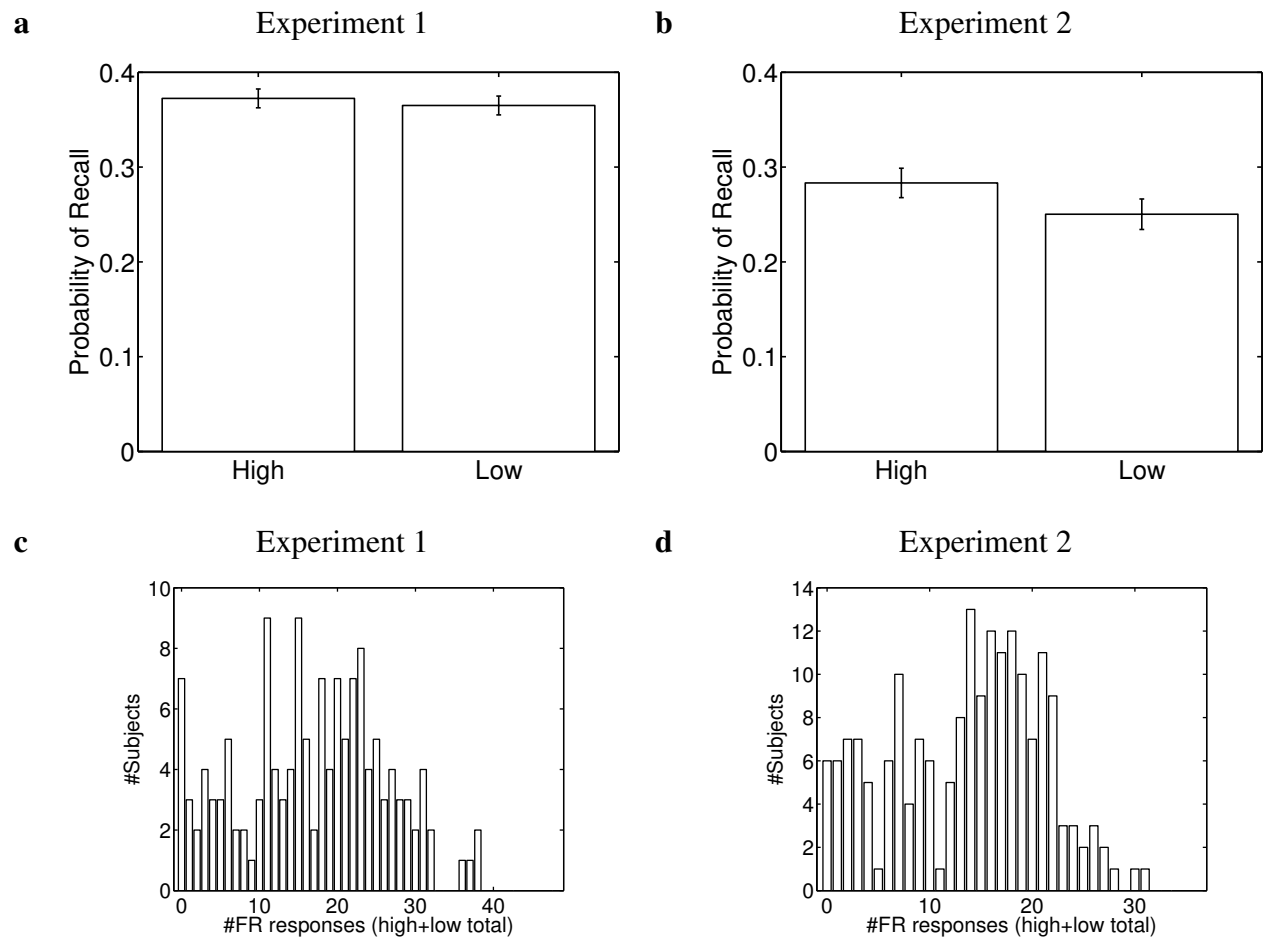 a Experiment 1
Probability of Recall
0.4
0.3
0.2
0.1
0
High Low
b Experiment 2
Probability of Recall
0.4
0.3
0.2
0.1
0
High Low
c Experiment 1
#Subjects
10
8
6
4
2
0
0 10 20 30 40
#FR responses (high+low total)
d Experiment 2
#Subjects
14
12
10
8
6
4
2
0
0 10 20 30
#FR responses (high+low total)